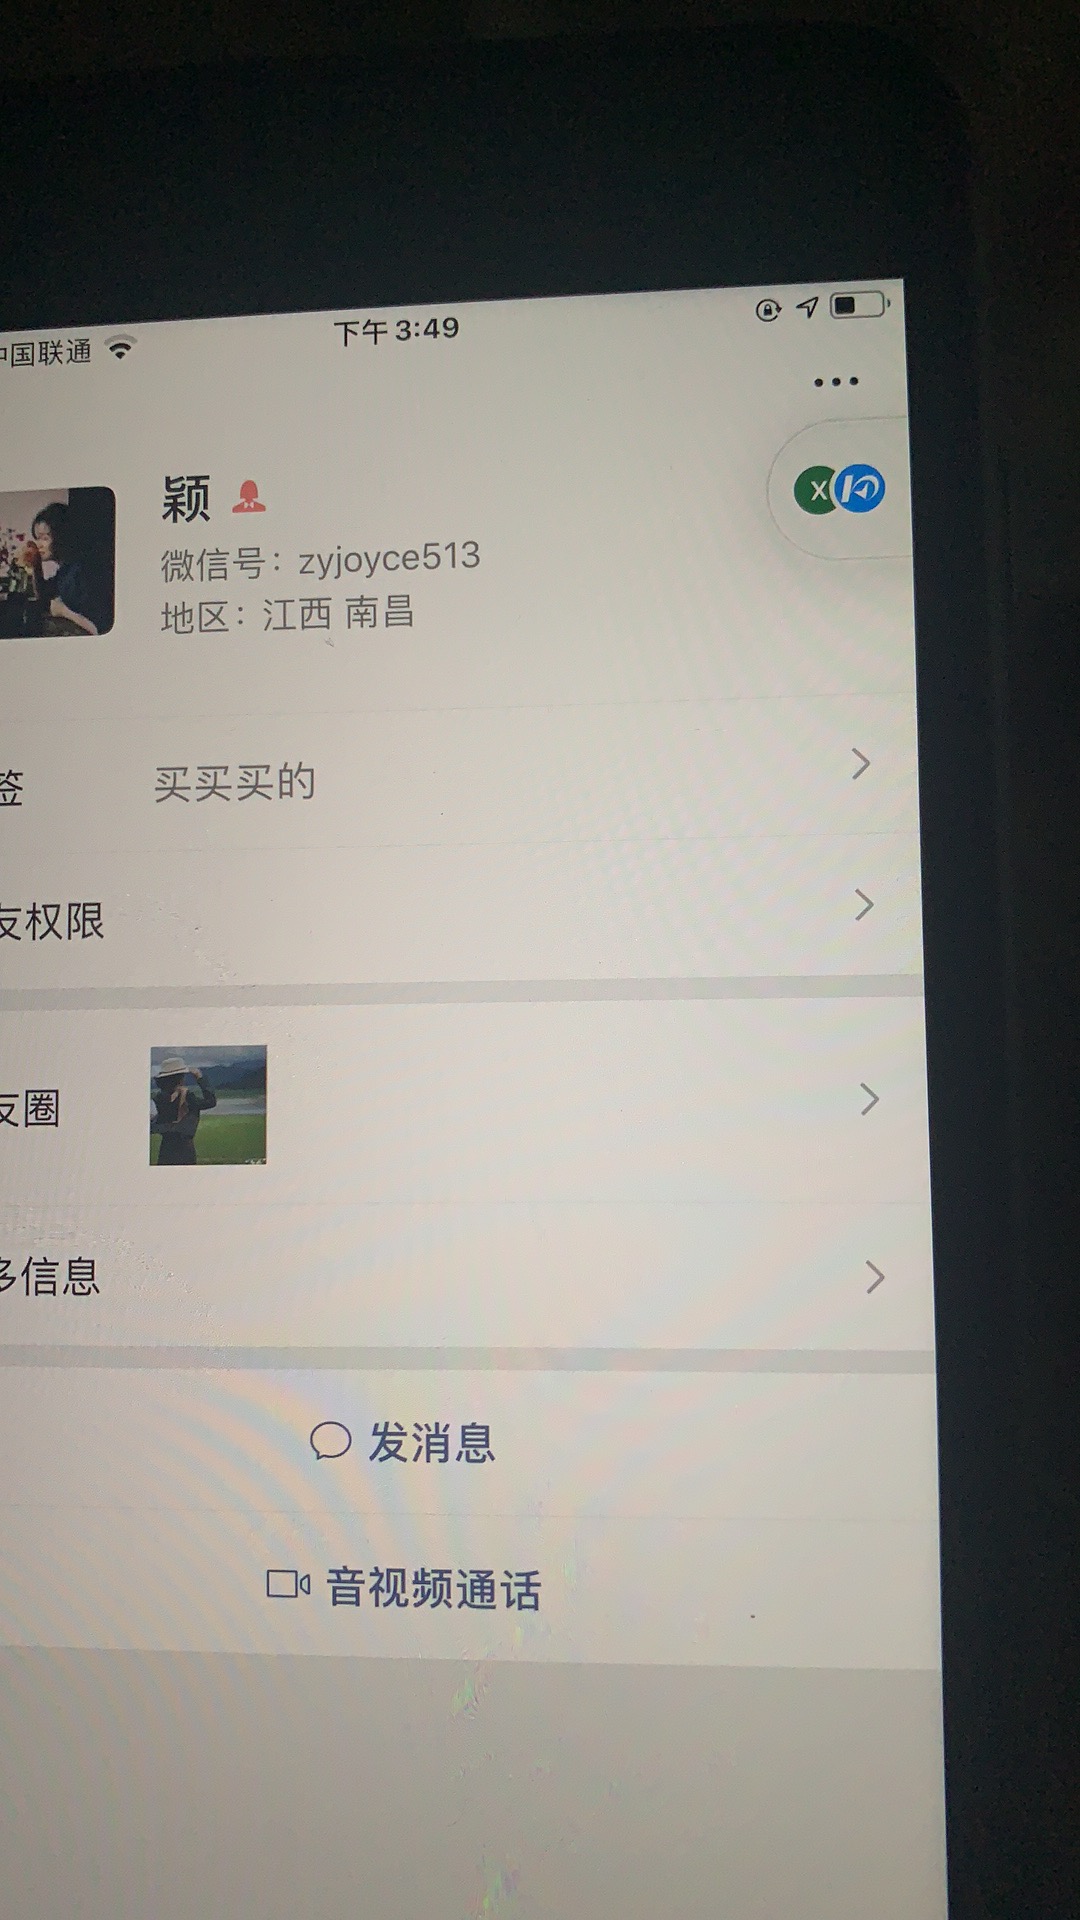 中国联通
下午3:49
颖
微信号：zyjoyce513
地区：江西 南昌
签 买买买的
友权限
友圈
多信息
发消息
音视频通话